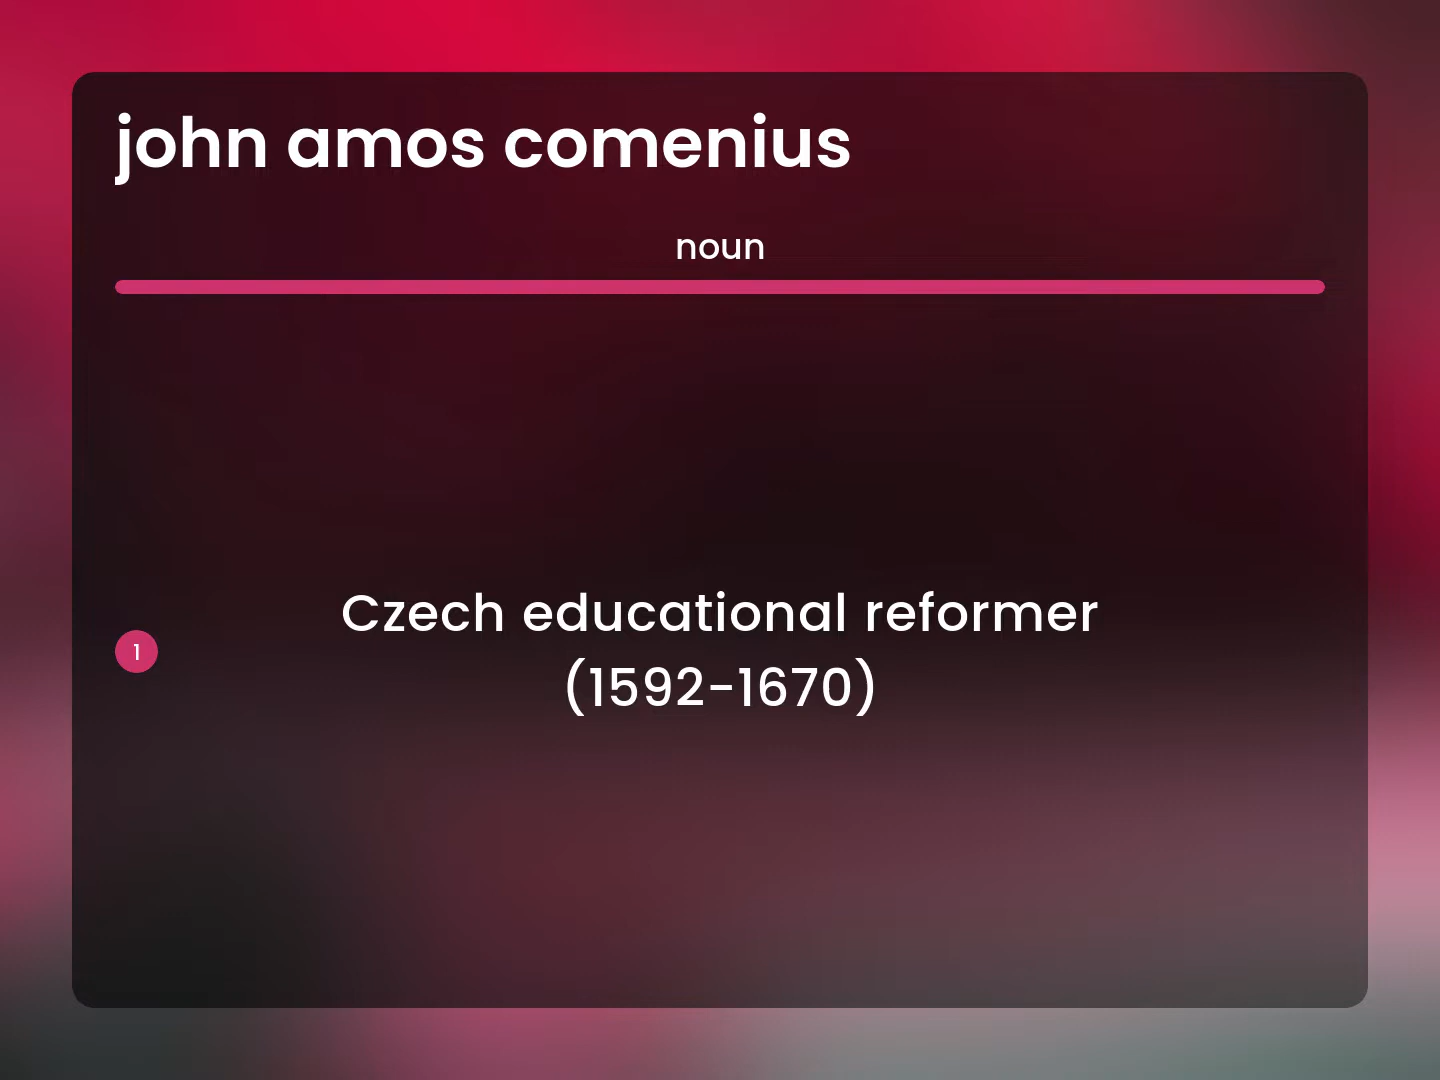 john amos comenius
noun
1
Czech educational reformer
(1592-1670)